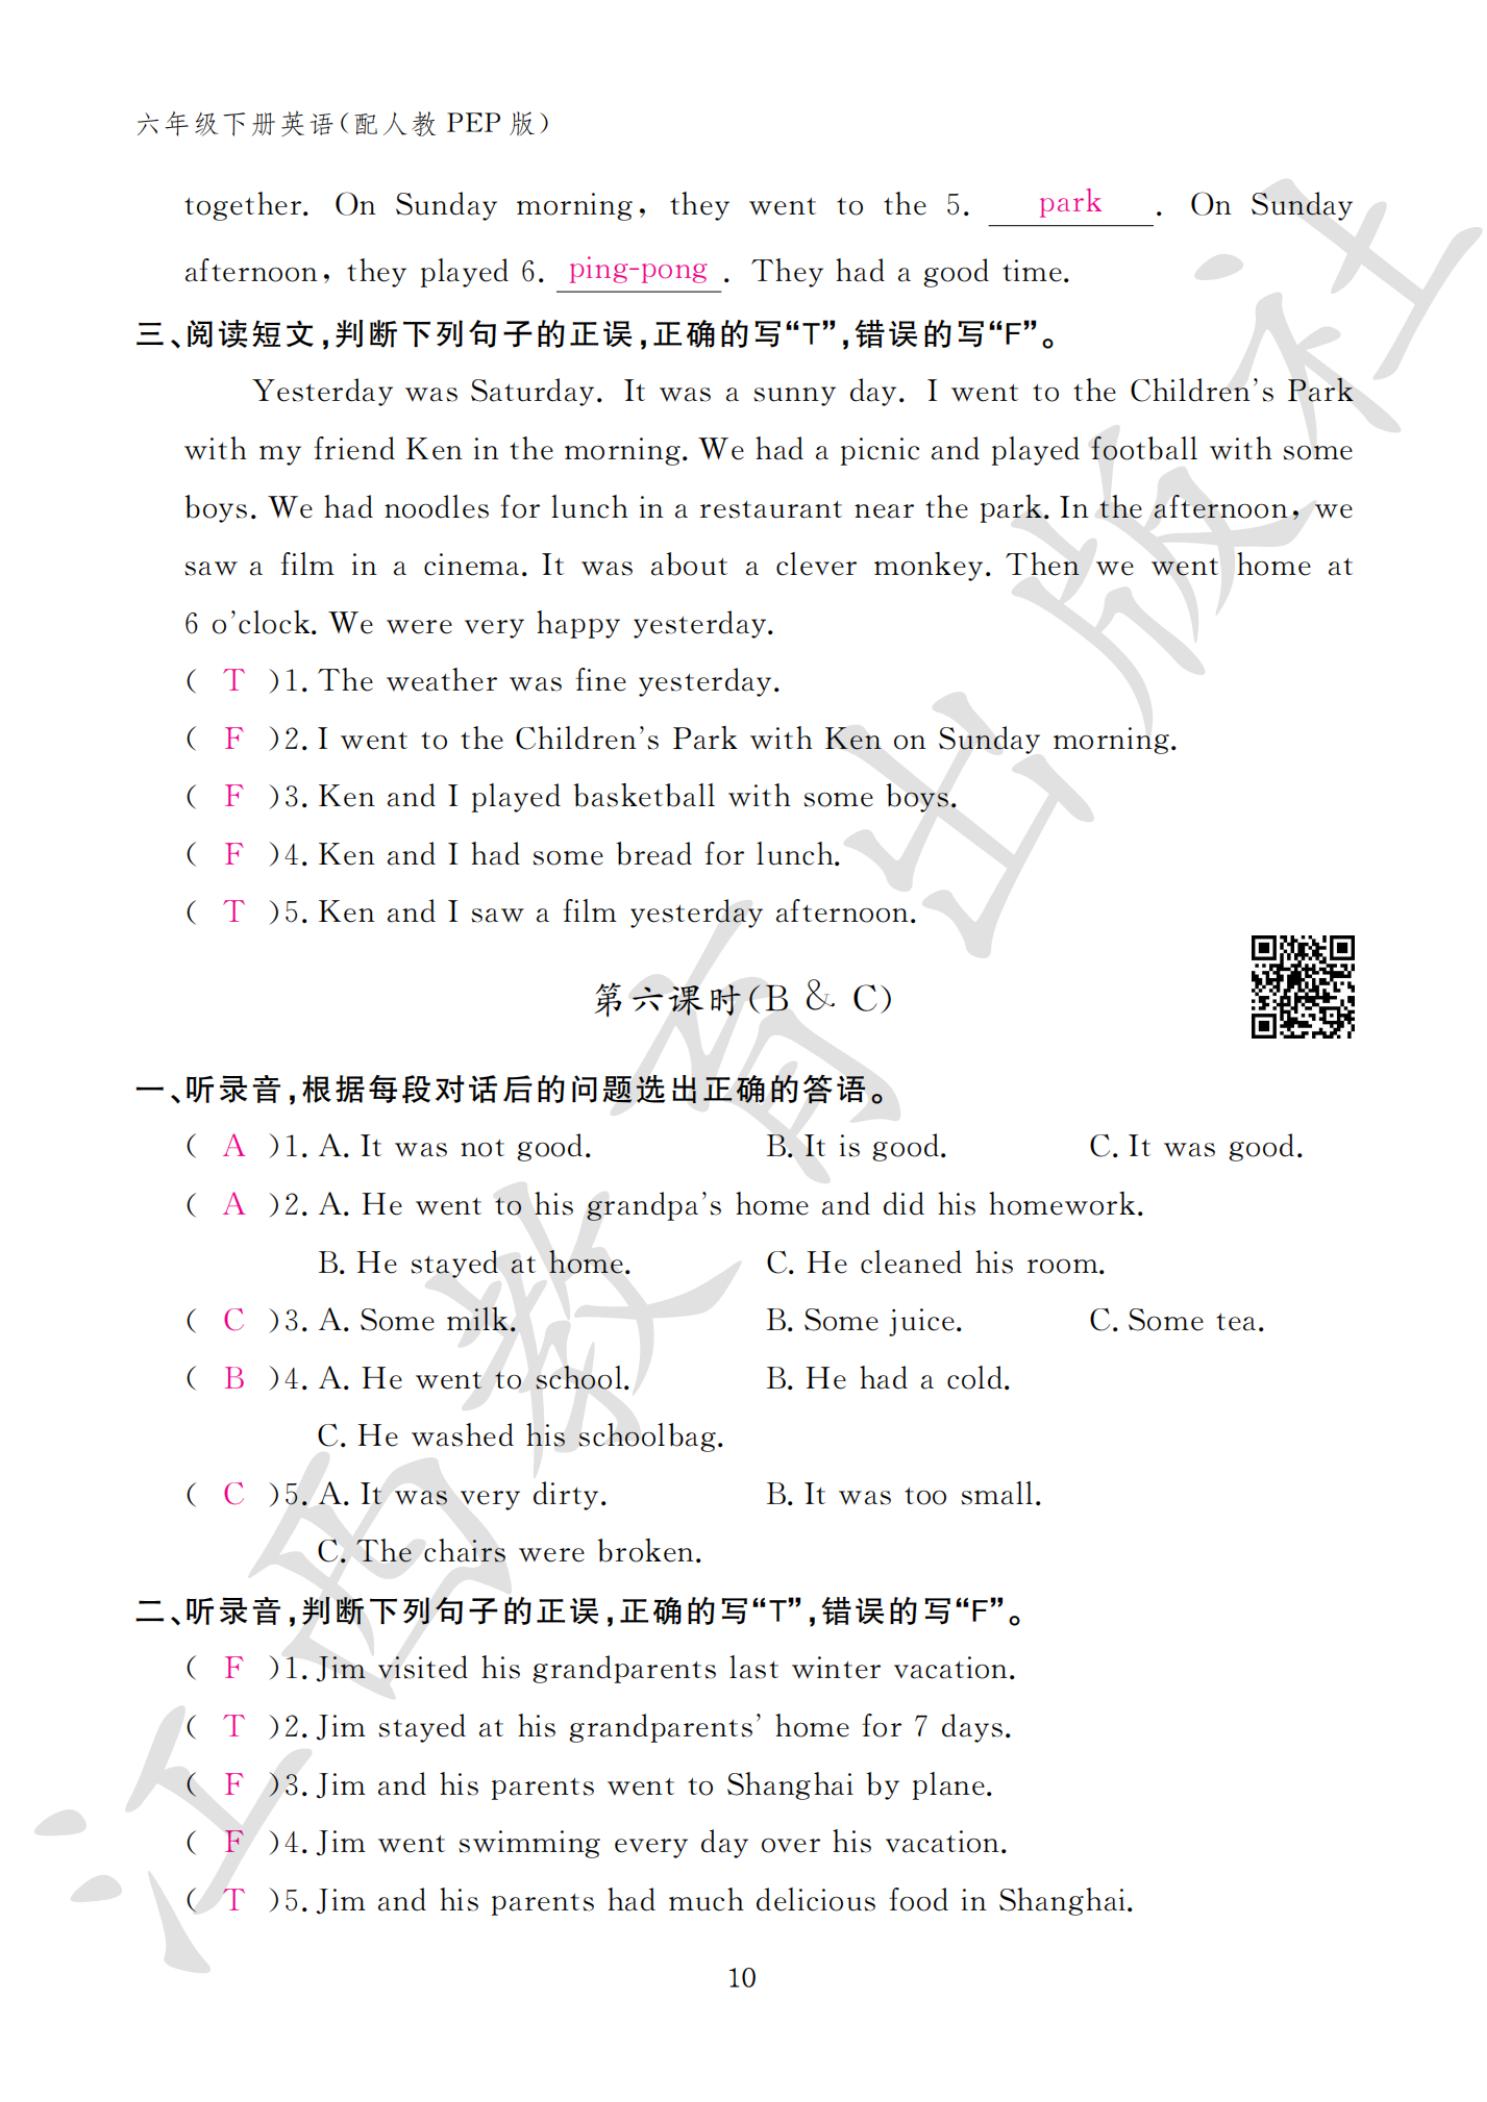 六年级下册英语(配人教 PEP 版)
together. On Sunday morning, they went to the 5. park . On Sunday
afternoon, they played 6. ping-pong . They had a good time.
三、阅读短文,判断下列句子的正误,正确的写“T”,错误的写“F”。
Yesterday was Saturday. It was a sunny day. I went to the Children's Park
with my friend Ken in the morning. We had a picnic and played football with some
boys. We had noodles for lunch in a restaurant near the park. In the afternoon, we
saw a film in a cinema. It was about a clever monkey. Then we went home at
6 o'clock. We were very happy yesterday.
( T )1. The weather was fine yesterday.
( F )2. I went to the Children's Park with Ken on Sunday morning.
( F )3. Ken and I played basketball with some boys.
( F )4. Ken and I had some bread for lunch.
( T )5. Ken and I saw a film yesterday afternoon.
第六课时(B & C)
一、听录音,根据每段对话后的问题选出正确的答语。
( A )1. A. It was not good. B. It is good. C. It was good.
( A )2. A. He went to his grandpa's home and did his homework.
B. He stayed at home. C. He cleaned his room.
( C )3. A. Some milk. B. Some juice. C. Some tea.
( B )4. A. He went to school. B. He had a cold.
C. He washed his schoolbag.
( C )5. A. It was very dirty. B. It was too small.
C. The chairs were broken.
二、听录音,判断下列句子的正误,正确的写“T”,错误的写“F”。
( F )1. Jim visited his grandparents last winter vacation.
( T )2. Jim stayed at his grandparents' home for 7 days.
( F )3. Jim and his parents went to Shanghai by plane.
( F )4. Jim went swimming every day over his vacation.
( T )5. Jim and his parents had much delicious food in Shanghai.
10
江西教育出版社